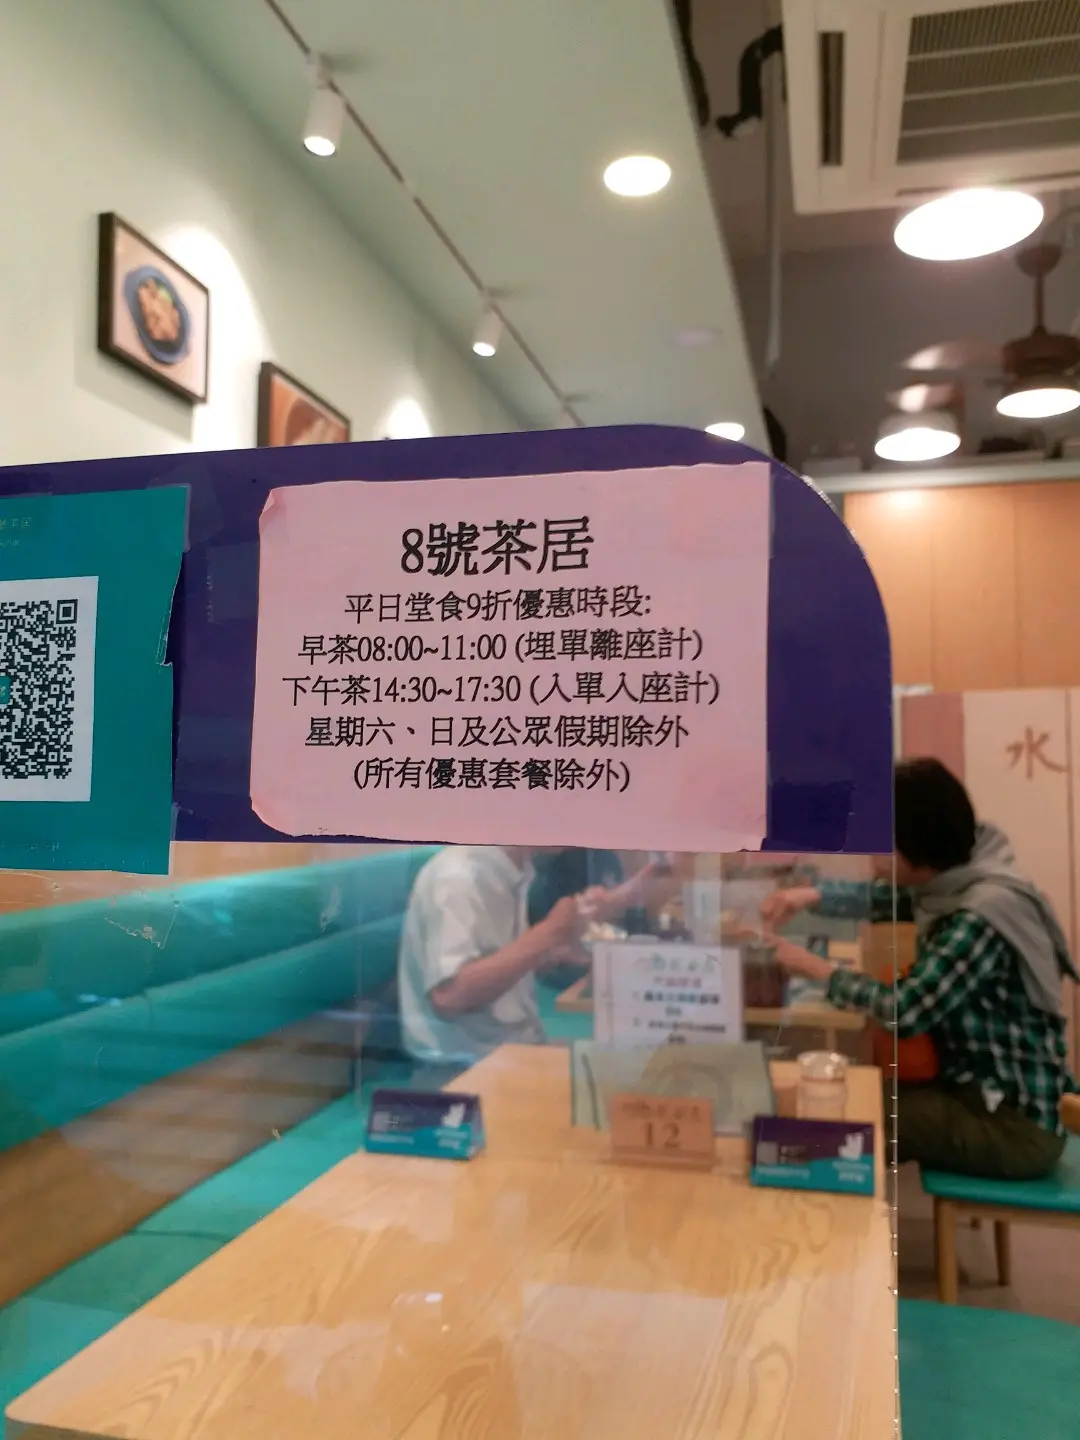 8號茶居
平日堂食9折優惠時段:
早茶08:00~11:00 (埋單離座計)
下午茶14:30~17:30 (入單入座計)
星期六、日及公眾假期除外
(所有優惠套餐除外)
水
12